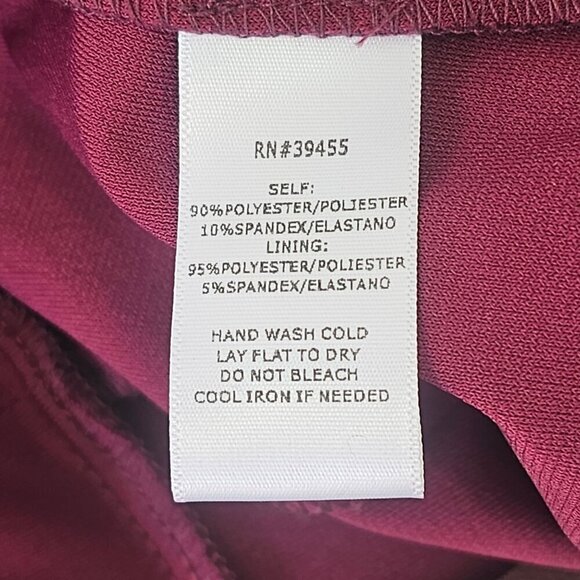 RN#39455
SELF:
90%POLYESTER/POLIESTER
10%SPANDEX/ELASTANO
LINING:
95%POLYESTER/POLIESTER
5%SPANDEX/ELASTANO
HAND WASH COLD
LAY FLAT TO DRY
DO NOT BLEACH
COOL IRON IF NEEDED